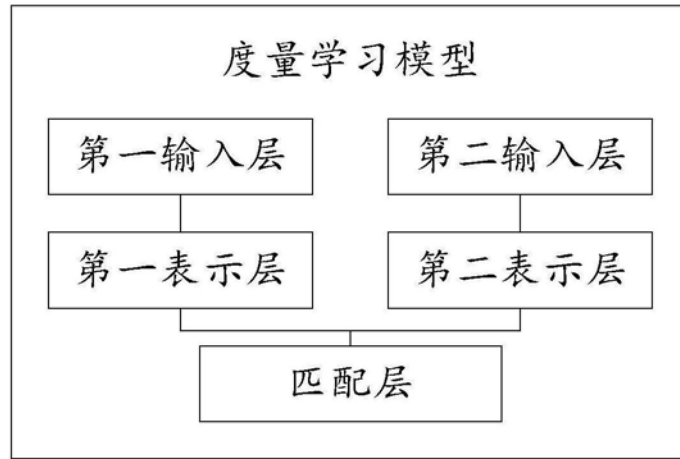 度量学习模型
第一输入层
第二输入层
第一表示层
第二表示层
匹配层